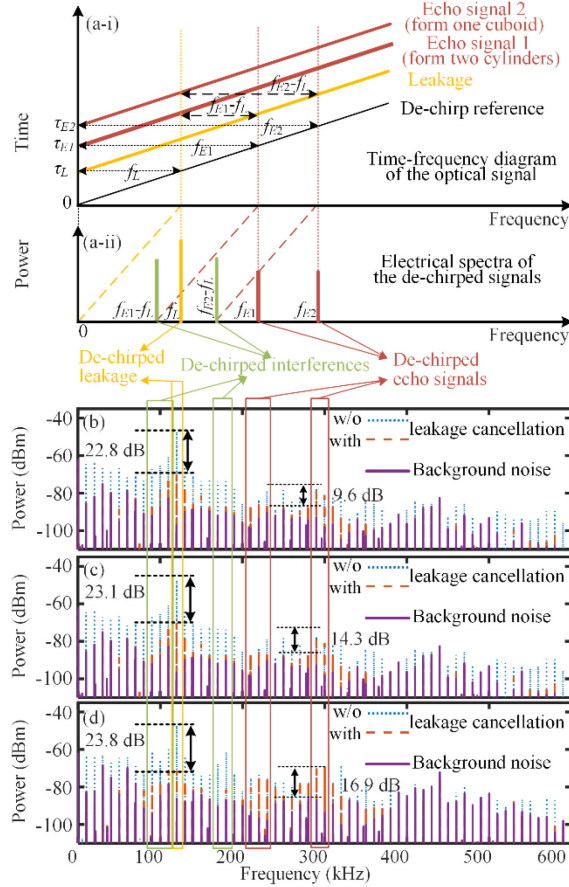 (a-i)
Echo signal 2
(form one cuboid)
Echo signal 1
(form two cylinders)
Leakage
De-chirp reference
Time-frequency diagram
of the optical signal
Time
τE2
τE1
τL
0
fE2-fL
fE1-fL
fE2
fE1
fL
Frequency
(a-ii)
Power
Electrical spectra of
the de-chirped signals
0
fE1-fL
fL
fE2-fL
fE1
fE2
Frequency
De-chirped
leakage
De-chirped interferences
De-chirped
echo signals
(b)
Power (dBm)
-40
-60
-80
-100
22.8 dB
9.6 dB
w/o
with
leakage cancellation
Background noise
(c)
Power (dBm)
-40
-60
-80
-100
23.1 dB
14.3 dB
w/o
with
leakage cancellation
Background noise
(d)
Power (dBm)
-40
-60
-80
-100
23.8 dB
16.9 dB
w/o
with
leakage cancellation
Background noise
0 100 200 300 400 500 600
Frequency (kHz)